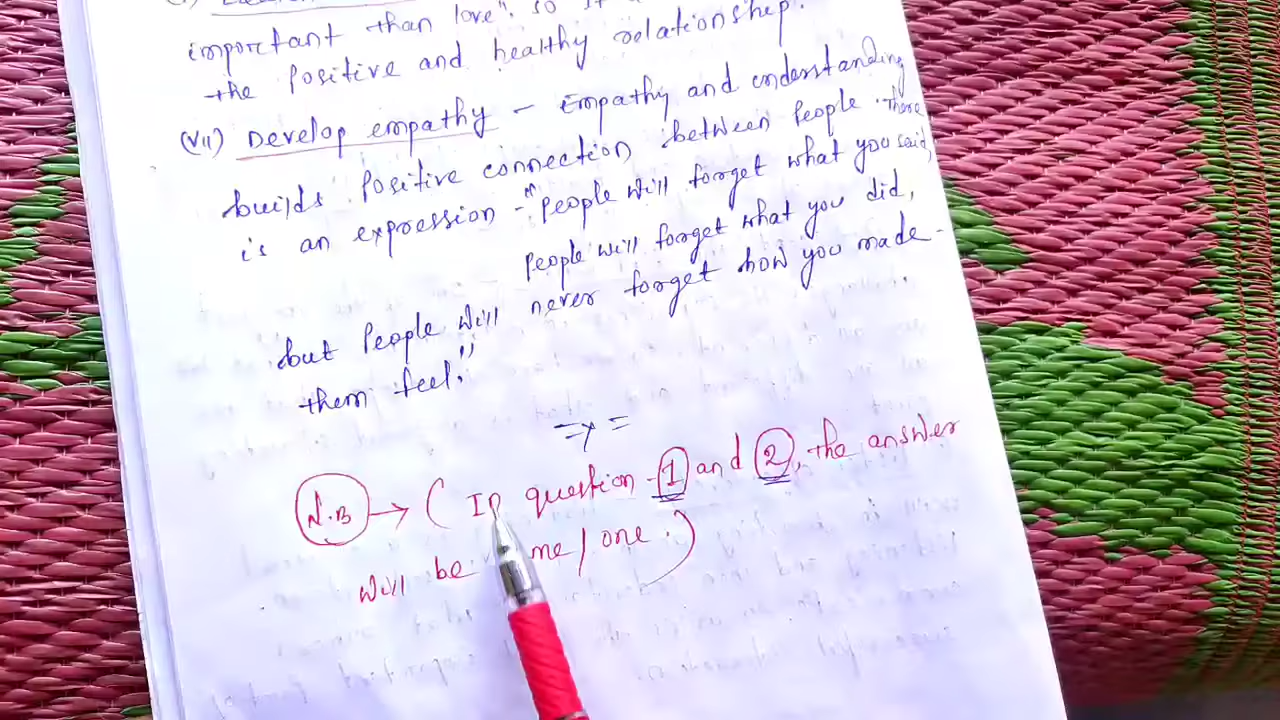 important than love". so
the positive and healthy relationship.
(VII) Develop empathy - Empathy and understanding
builds positive connection between people. there
is an expression - "people will forget what you said,
people will forget what you did,
but people will never forget how you made
them feel."
N.B → ( In question - 1 and 2, the answer
will be me / one. )